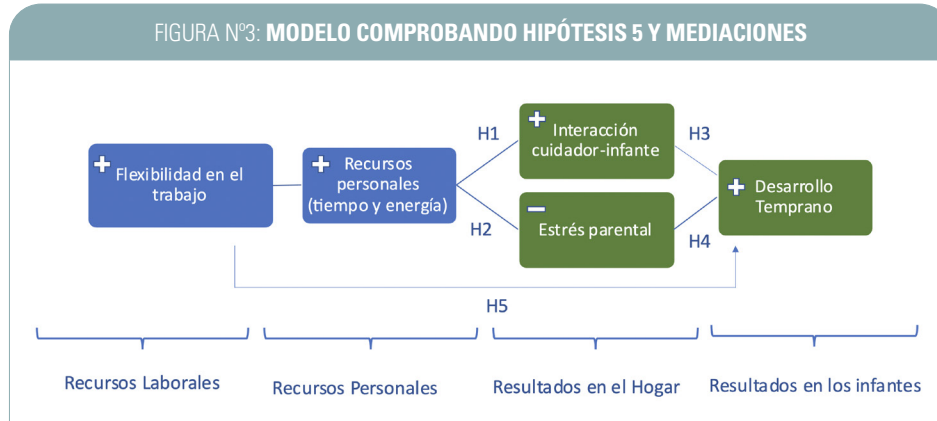 FIGURA Nº3: MODELO COMPROBANDO HIPÓTESIS 5 Y MEDIACIONES
Flexibilidad en el
trabajo
Recursos
personales
(tiempo y energía)
H1
H2
Interacción
cuidador-infante
Estrés parental
H3
H4
Desarrollo
Temprano
H5
Recursos Laborales
Recursos Personales
Resultados en el Hogar
Resultados en los infantes